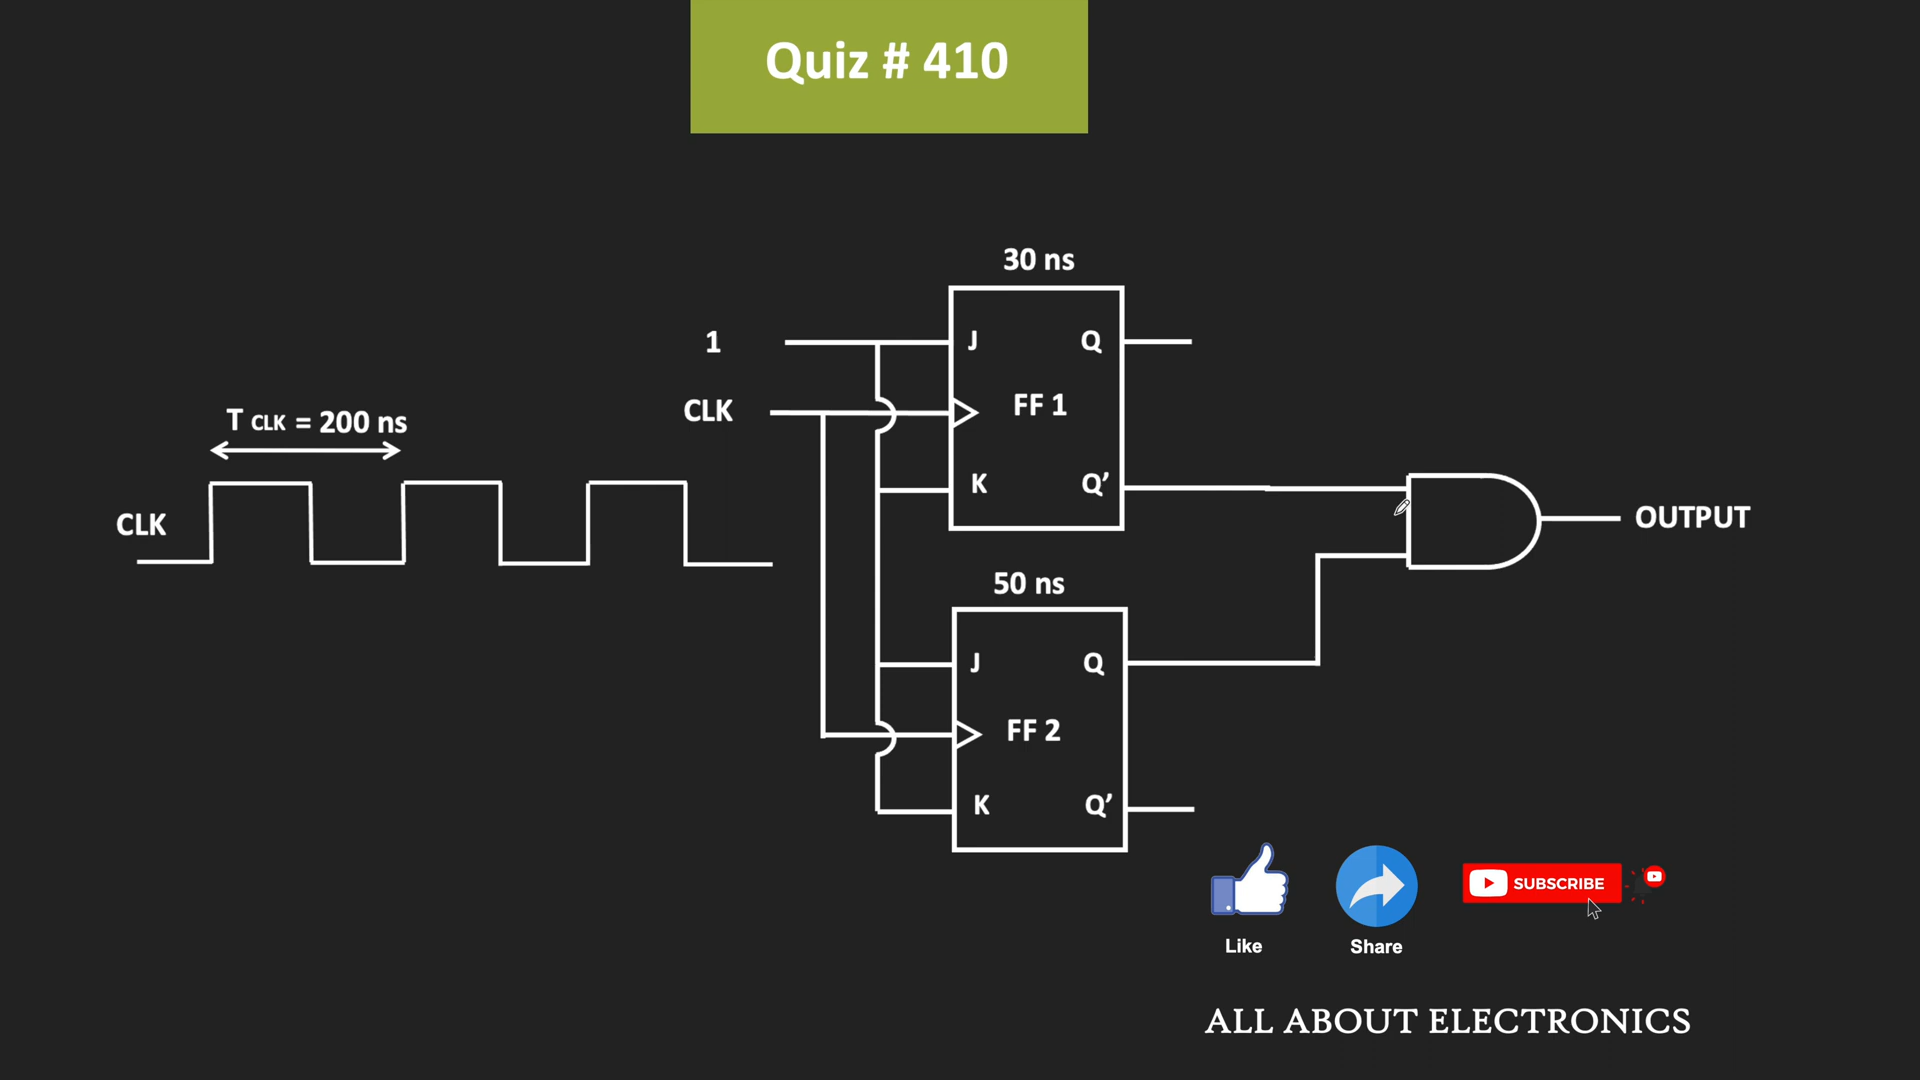 Quiz # 410
30 ns
1
J
Q
CLK
FF 1
T CLK = 200 ns
K
Q’
CLK
OUTPUT
50 ns
J
Q
FF 2
K
Q’
SUBSCRIBE
Like
Share
ALL ABOUT ELECTRONICS